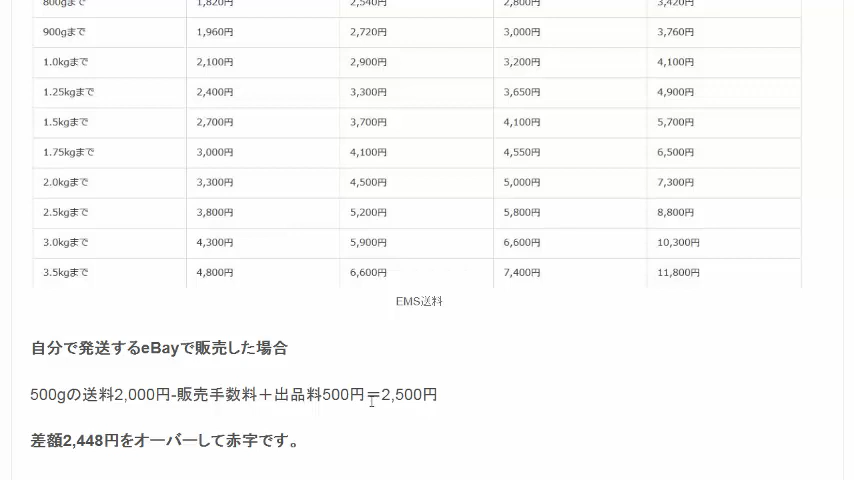 800gまで 1,820円 2,540円 2,800円 3,420円
900gまで 1,960円 2,720円 3,000円 3,760円
1.0kgまで 2,100円 2,900円 3,200円 4,100円
1.25kgまで 2,400円 3,300円 3,650円 4,900円
1.5kgまで 2,700円 3,700円 4,100円 5,700円
1.75kgまで 3,000円 4,100円 4,550円 6,500円
2.0kgまで 3,300円 4,500円 5,000円 7,300円
2.5kgまで 3,800円 5,200円 5,800円 8,800円
3.0kgまで 4,300円 5,900円 6,600円 10,300円
3.5kgまで 4,800円 6,600円 7,400円 11,800円
EMS送料
自分で発送するeBayで販売した場合
500gの送料2,000円-販売手数料＋出品料500円＝2,500円
差額2,448円をオーバーして赤字です。